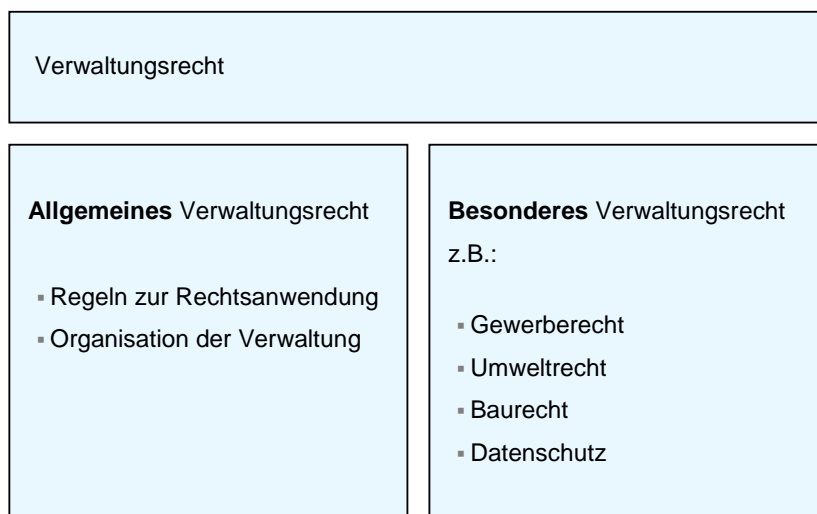 Verwaltungsrecht
Allgemeines Verwaltungsrecht
▪ Regeln zur Rechtsanwendung
▪ Organisation der Verwaltung
Besonderes Verwaltungsrecht
z.B.:
▪ Gewerberecht
▪ Umweltrecht
▪ Baurecht
▪ Datenschutz